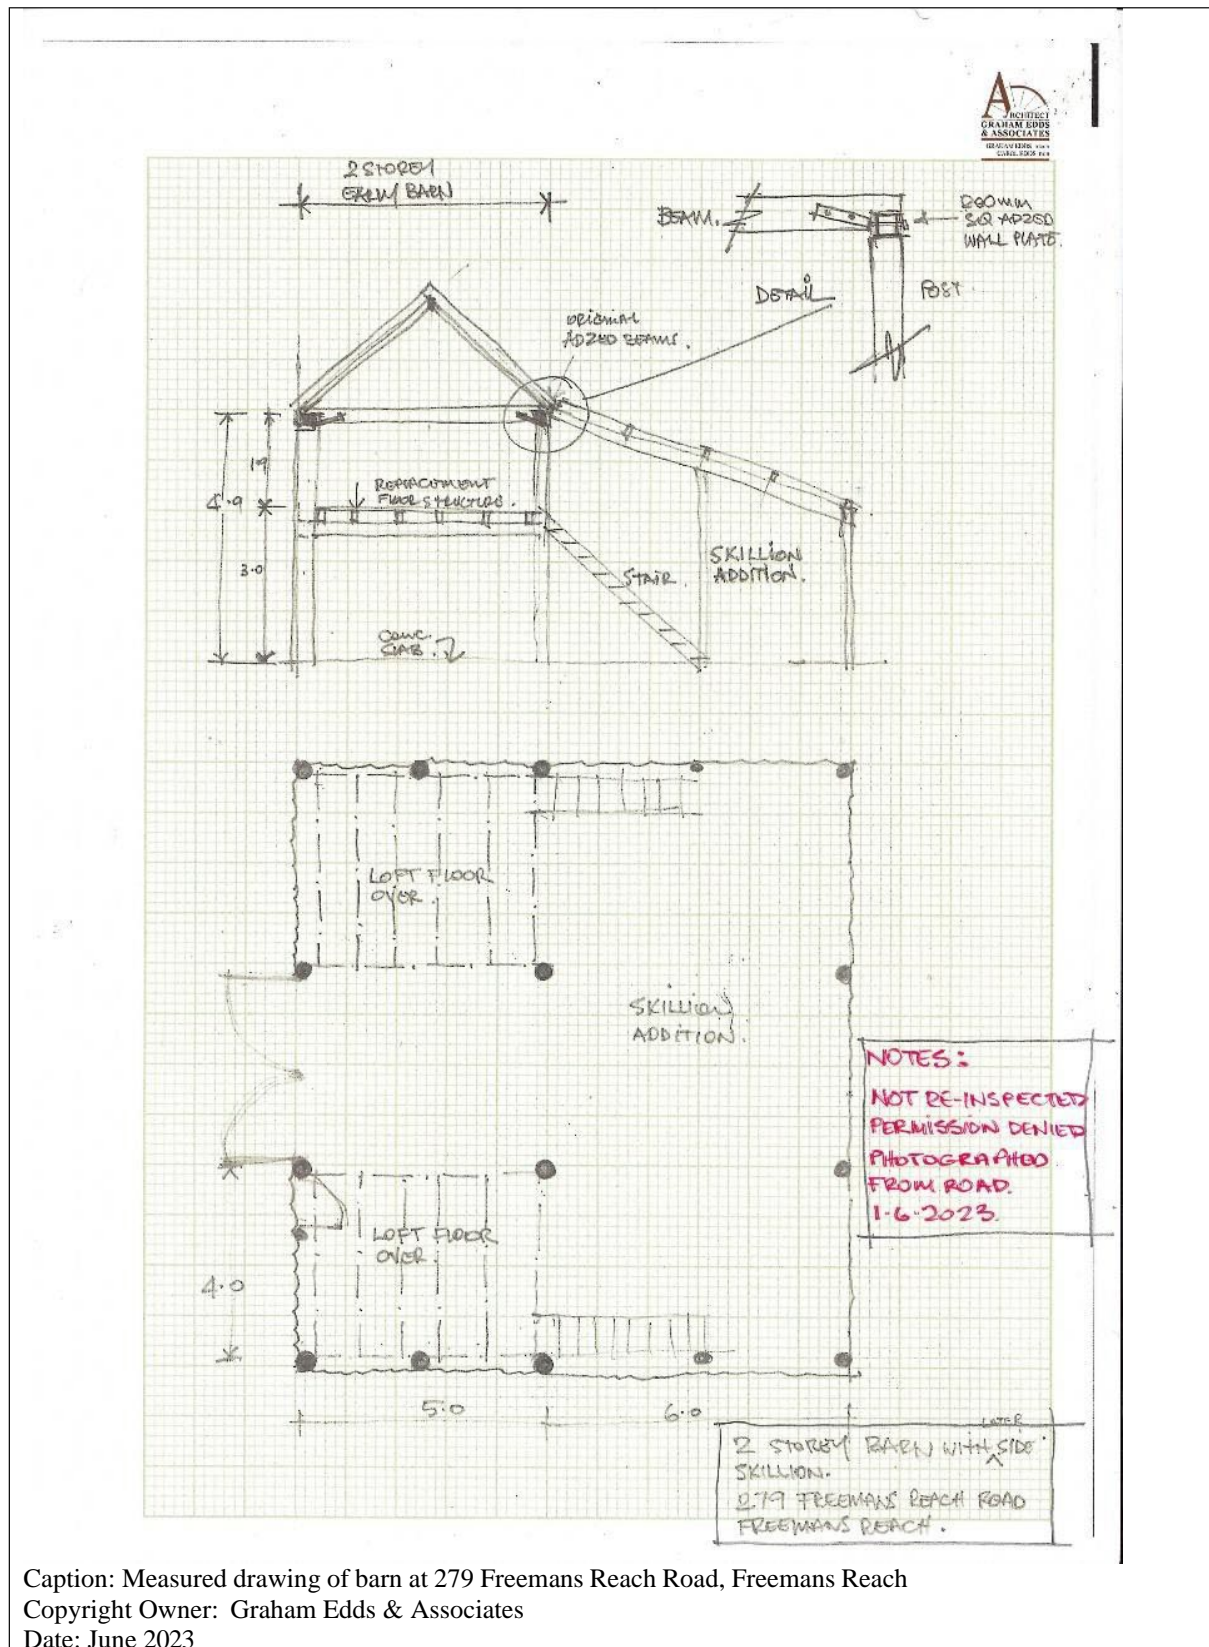 ARCHITECT
GRAHAM EDDS
& ASSOCIATES
2 STOREY
EARLY BARN
BEAM.
200mm
SQ ADZED
WALL PLATE.
DETAIL
POST
ORIGINAL
ADZED BEAMS.
1.9
4.9
REPLACEMENT
FLOOR STRUCTURE.
3.0
STAIR.
SKILLION
ADDITION.
CONC.
SLAB.
LOFT FLOOR
OVER.
SKILLION
ADDITION.
NOTES:
NOT RE-INSPECTED
PERMISSION DENIED
PHOTOGRAPHED
FROM ROAD.
1-6-2023.
LOFT FLOOR
OVER.
4.0
5.0
6.0
LATER
2 STOREY BARN WITH ^ SIDE
SKILLION.
279 FREEMANS REACH ROAD
FREEMANS REACH.
Caption: Measured drawing of barn at 279 Freemans Reach Road, Freemans Reach
Copyright Owner: Graham Edds & Associates
Date: June 2023